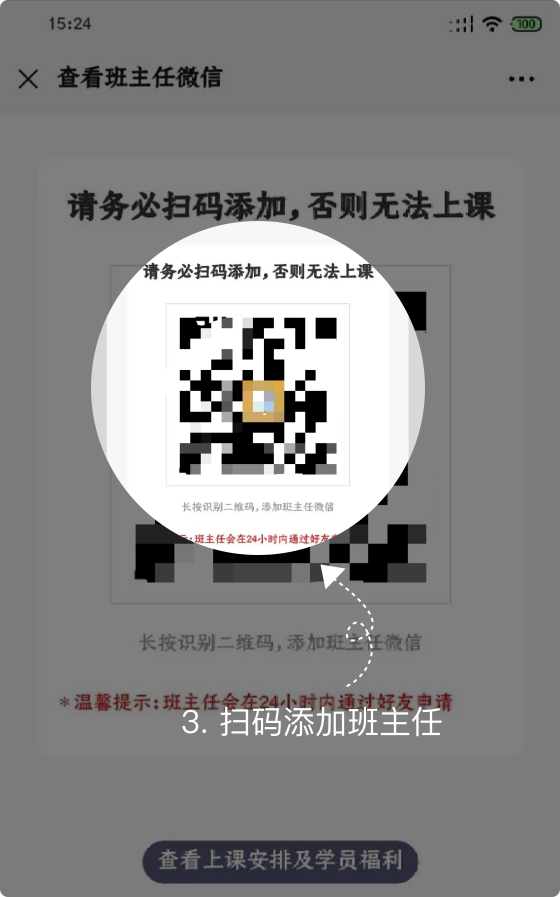 15:24
100
查看班主任微信
请务必扫码添加，否则无法上课
请务必扫码添加，否则无法上课
长按识别二维码，添加班主任微信
示：班主任会在24小时内通过好友
长按识别二维码，添加班主任微信
*温馨提示：班主任会在24小时内通过好友申请
3. 扫码添加班主任
查看上课安排及学员福利